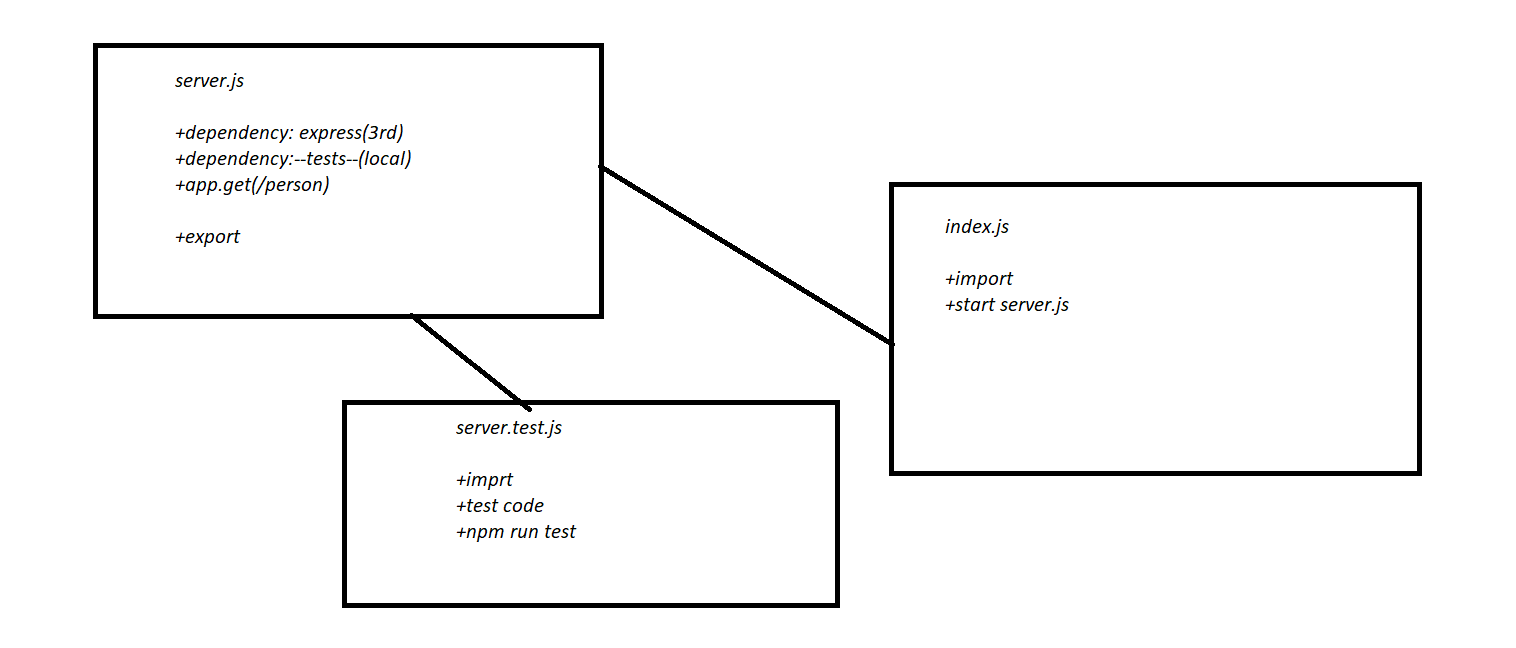 server.js
+dependency: express(3rd)
+dependency:--tests--(local)
+app.get(/person)
+export
index.js
+import
+start server.js
server.test.js
+imprt
+test code
+npm run test